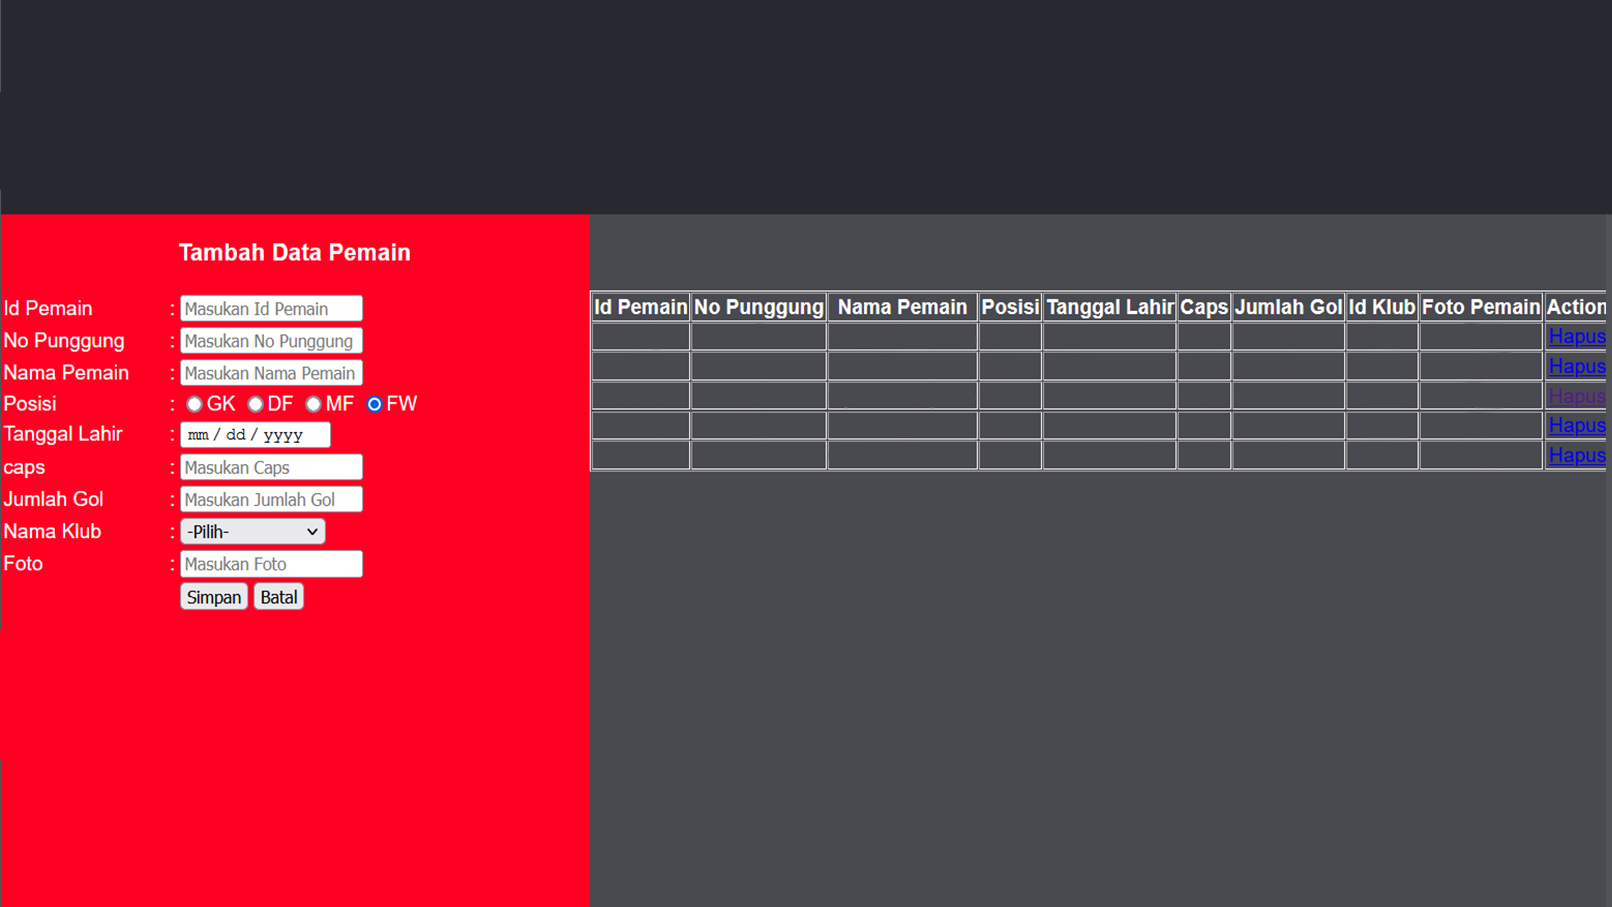 Tambah Data Pemain
Id Pemain : Masukan Id Pemain
No Punggung : Masukan No Punggung
Nama Pemain : Masukan Nama Pemain
Posisi : GK DF MF FW
Tanggal Lahir : mm / dd / yyyy
caps : Masukan Caps
Jumlah Gol : Masukan Jumlah Gol
Nama Klub : -Pilih-
Foto : Masukan Foto
Simpan Batal
Id Pemain No Punggung Nama Pemain Posisi Tanggal Lahir Caps Jumlah Gol Id Klub Foto Pemain Action
Hapus
Hapus
Hapus
Hapus
Hapus